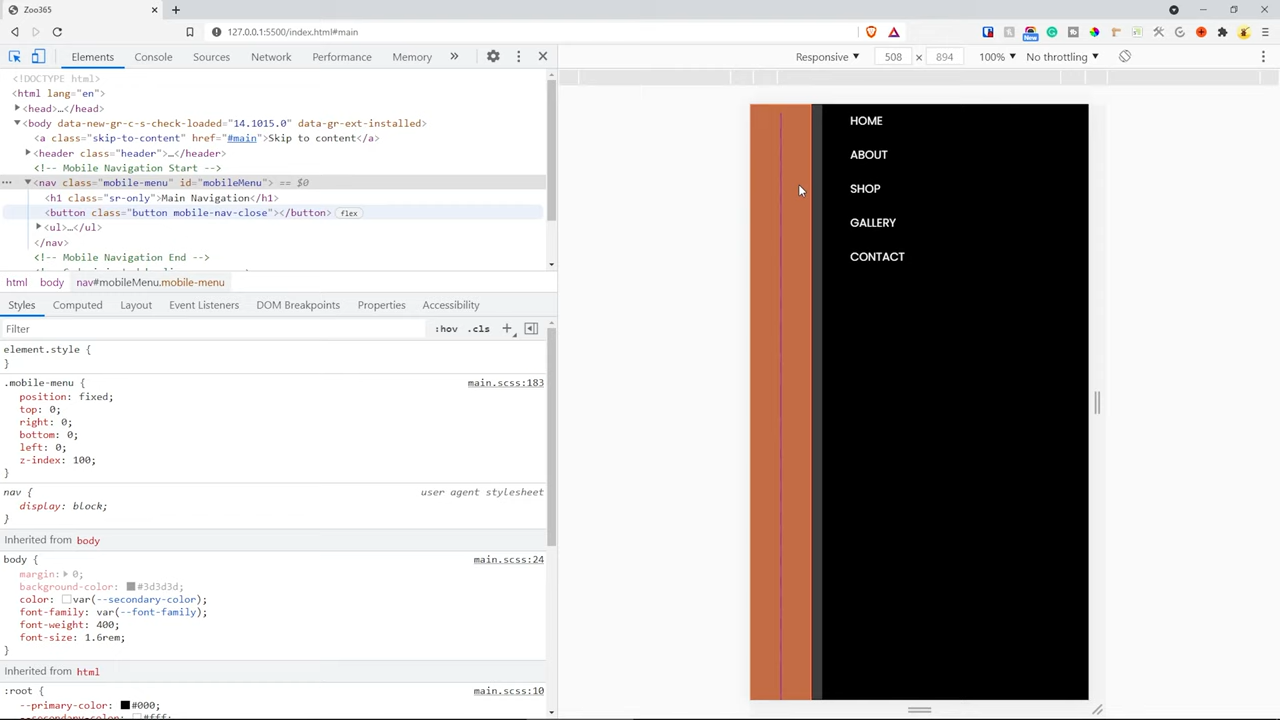 Zoo365
127.0.0.1:5500/index.html#main
New
Elements Console Sources Network Performance Memory
Responsive 508 × 894 100% No throttling
<!DOCTYPE html>
<html lang="en">
<head>…</head>
<body data-new-gr-c-s-check-loaded="14.1015.0" data-gr-ext-installed>
<a class="skip-to-content" href="#main">Skip to content</a>
<header class="header">…</header>
<!-- Mobile Navigation Start -->
<nav class="mobile-menu" id="mobileMenu"> == $0
<h1 class="sr-only">Main Navigation</h1>
<button class="button mobile-nav-close"></button> flex
<ul>…</ul>
</nav>
<!-- Mobile Navigation End -->
html body nav#mobileMenu.mobile-menu
Styles Computed Layout Event Listeners DOM Breakpoints Properties Accessibility
Filter :hov .cls
element.style {
}
.mobile-menu { main.scss:183
position: fixed;
top: 0;
right: 0;
bottom: 0;
left: 0;
z-index: 100;
}
nav { user agent stylesheet
display: block;
}
Inherited from body
body { main.scss:24
margin: 0;
background-color: #3d3d3d;
color: var(--secondary-color);
font-family: var(--font-family);
font-weight: 400;
font-size: 1.6rem;
}
Inherited from html
:root { main.scss:10
--primary-color: #000;
--secondary-color: #fff;
HOME
ABOUT
SHOP
GALLERY
CONTACT